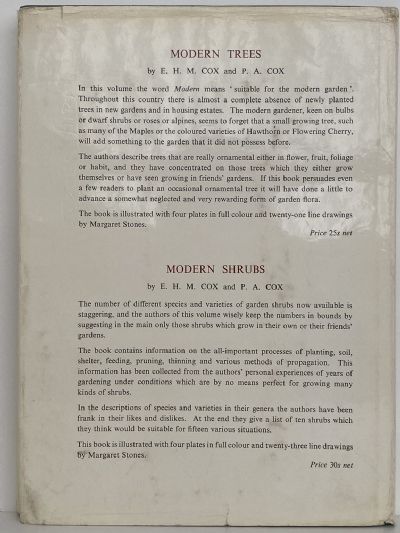 MODERN TREES
by E. H. M. COX and P. A. COX
In this volume the word Modern means ‘suitable for the modern garden’.
Throughout this country there is almost a complete absence of newly planted
trees in new gardens and in housing estates. The modern gardener, keen on bulbs
or dwarf shrubs or roses or alpines, seems to forget that a small growing tree, such
as many of the Maples or the coloured varieties of Hawthorn or Flowering Cherry,
will add something to the garden that it did not possess before.
The authors describe trees that are really ornamental either in flower, fruit, foliage
or habit, and they have concentrated on those trees which they either grow
themselves or have seen growing in friends' gardens. If this book persuades even
a few readers to plant an occasional ornamental tree it will have done a little to
advance a somewhat neglected and very rewarding form of garden flora.
The book is illustrated with four plates in full colour and twenty-one line drawings
by Margaret Stones.
Price 25s net
MODERN SHRUBS
by E. H. M. COX and P. A. COX
The number of different species and varieties of garden shrubs now available is
staggering, and the authors of this volume wisely keep the numbers in bounds by
suggesting in the main only those shrubs which grow in their own or their friends'
gardens.
The book contains information on the all-important processes of planting, soil,
shelter, feeding, pruning, thinning and various methods of propagation. This
information has been collected from the authors' personal experiences of years of
gardening under conditions which are by no means perfect for growing many
kinds of shrubs.
In the descriptions of species and varieties in their genera the authors have been
frank in their likes and dislikes. At the end they give a list of ten shrubs which
they think would be suitable for fifteen various situations.
This book is illustrated with four plates in full colour and twenty-three line drawings
by Margaret Stones.
Price 30s net